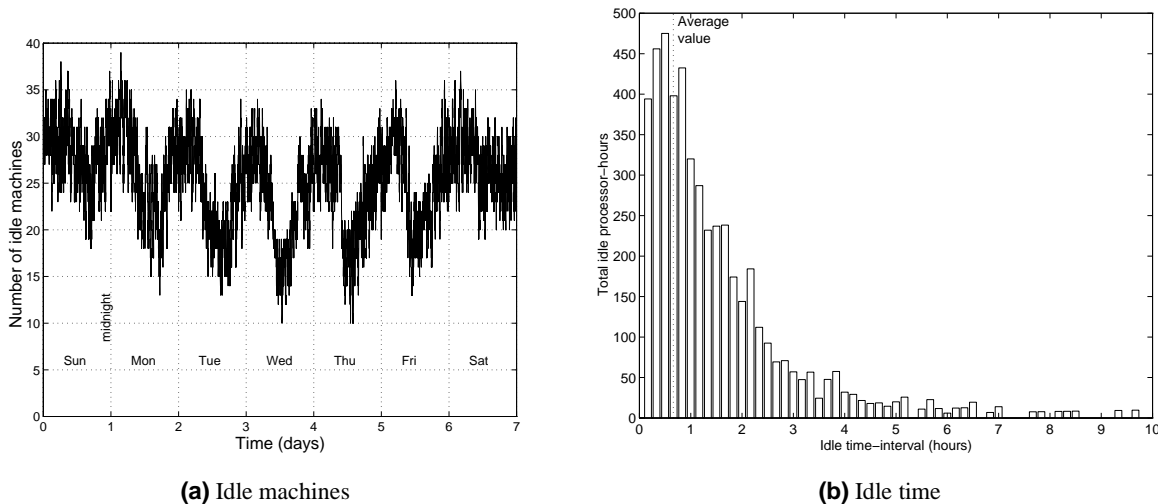 40
35
30
25
20
15
10
5
0
Number of idle machines
midnight
Sun Mon Tue Wed Thu Fri Sat
0 1 2 3 4 5 6 7
Time (days)
(a) Idle machines
500
450
400
350
300
250
200
150
100
50
0
Total idle processor−hours
Average
value
0 1 2 3 4 5 6 7 8 9 10
Idle time−interval (hours)
(b) Idle time